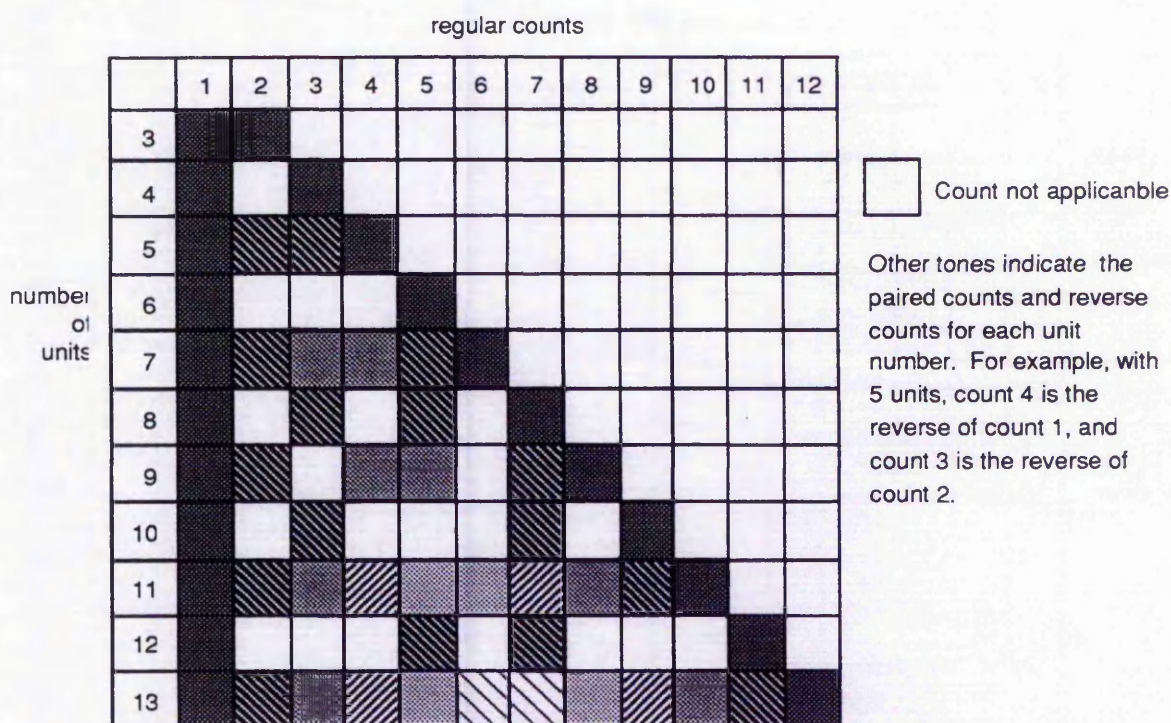 regular counts
1 2 3 4 5 6 7 8 9 10 11 12
3
4
5
6
7
8
9
10
11
12
13
number
of
units
Count not applicanble
Other tones indicate the
paired counts and reverse
counts for each unit
number. For example, with
5 units, count 4 is the
reverse of count 1, and
count 3 is the reverse of
count 2.